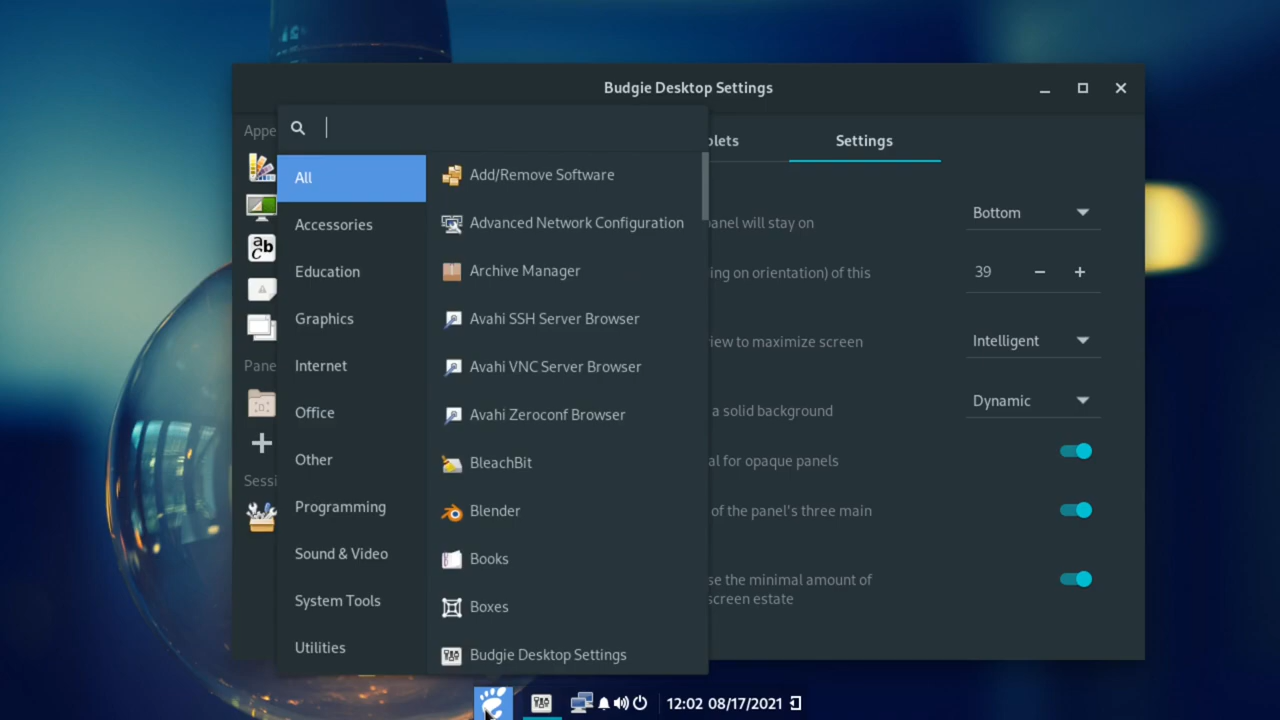 Budgie Desktop Settings
Appe
plets
Settings
All
Accessories
Education
Graphics
Internet
Office
Other
Programming
Sound & Video
System Tools
Utilities
Add/Remove Software
Advanced Network Configuration
Archive Manager
Avahi SSH Server Browser
Avahi VNC Server Browser
Avahi Zeroconf Browser
BleachBit
Blender
Books
Boxes
Budgie Desktop Settings
ab
c
Pane
Sessi
panel will stay on
Bottom
ing on orientation) of this
39 − +
view to maximize screen
Intelligent
a solid background
Dynamic
al for opaque panels
of the panel's three main
se the minimal amount of
screen estate
12:02 08/17/2021